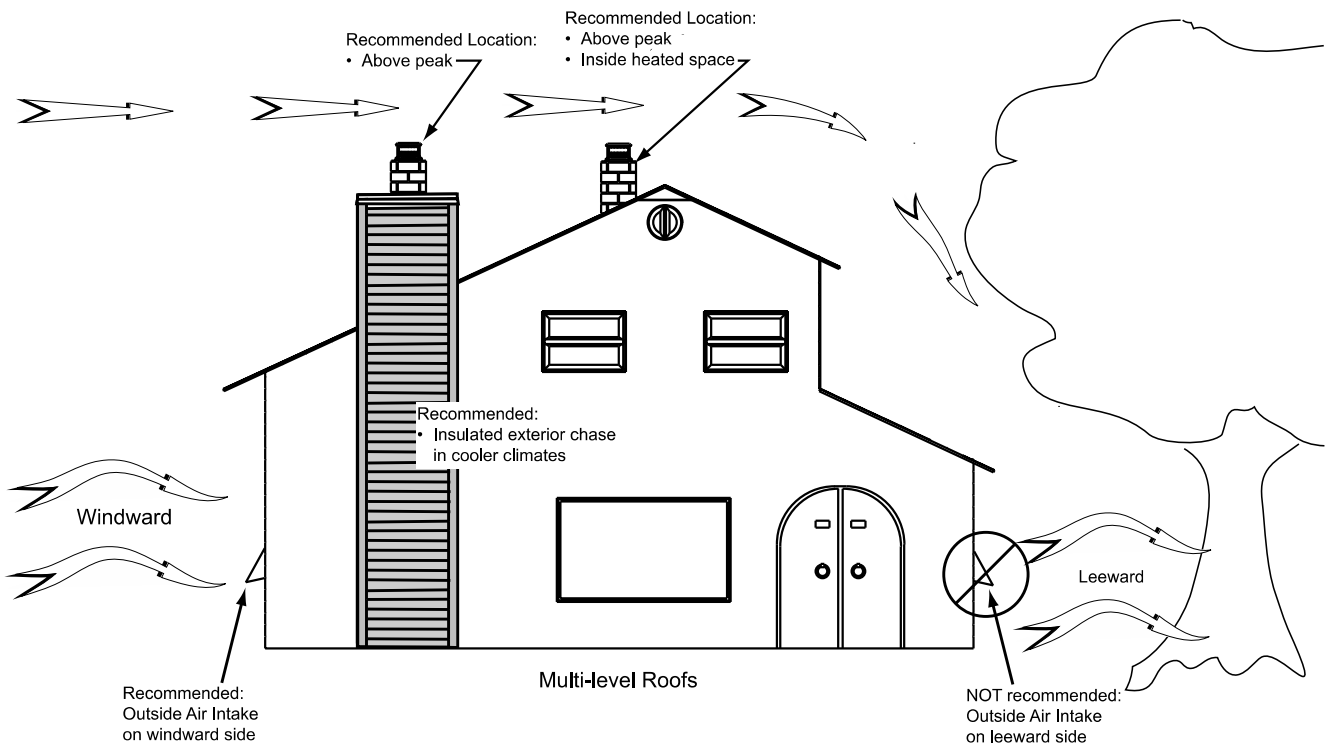 Recommended Location:
• Above peak
Recommended Location:
• Above peak
• Inside heated space
Recommended:
• Insulated exterior chase
in cooler climates
Windward
Leeward
Multi-level Roofs
Recommended:
Outside Air Intake
on windward side
NOT recommended:
Outside Air Intake
on leeward side